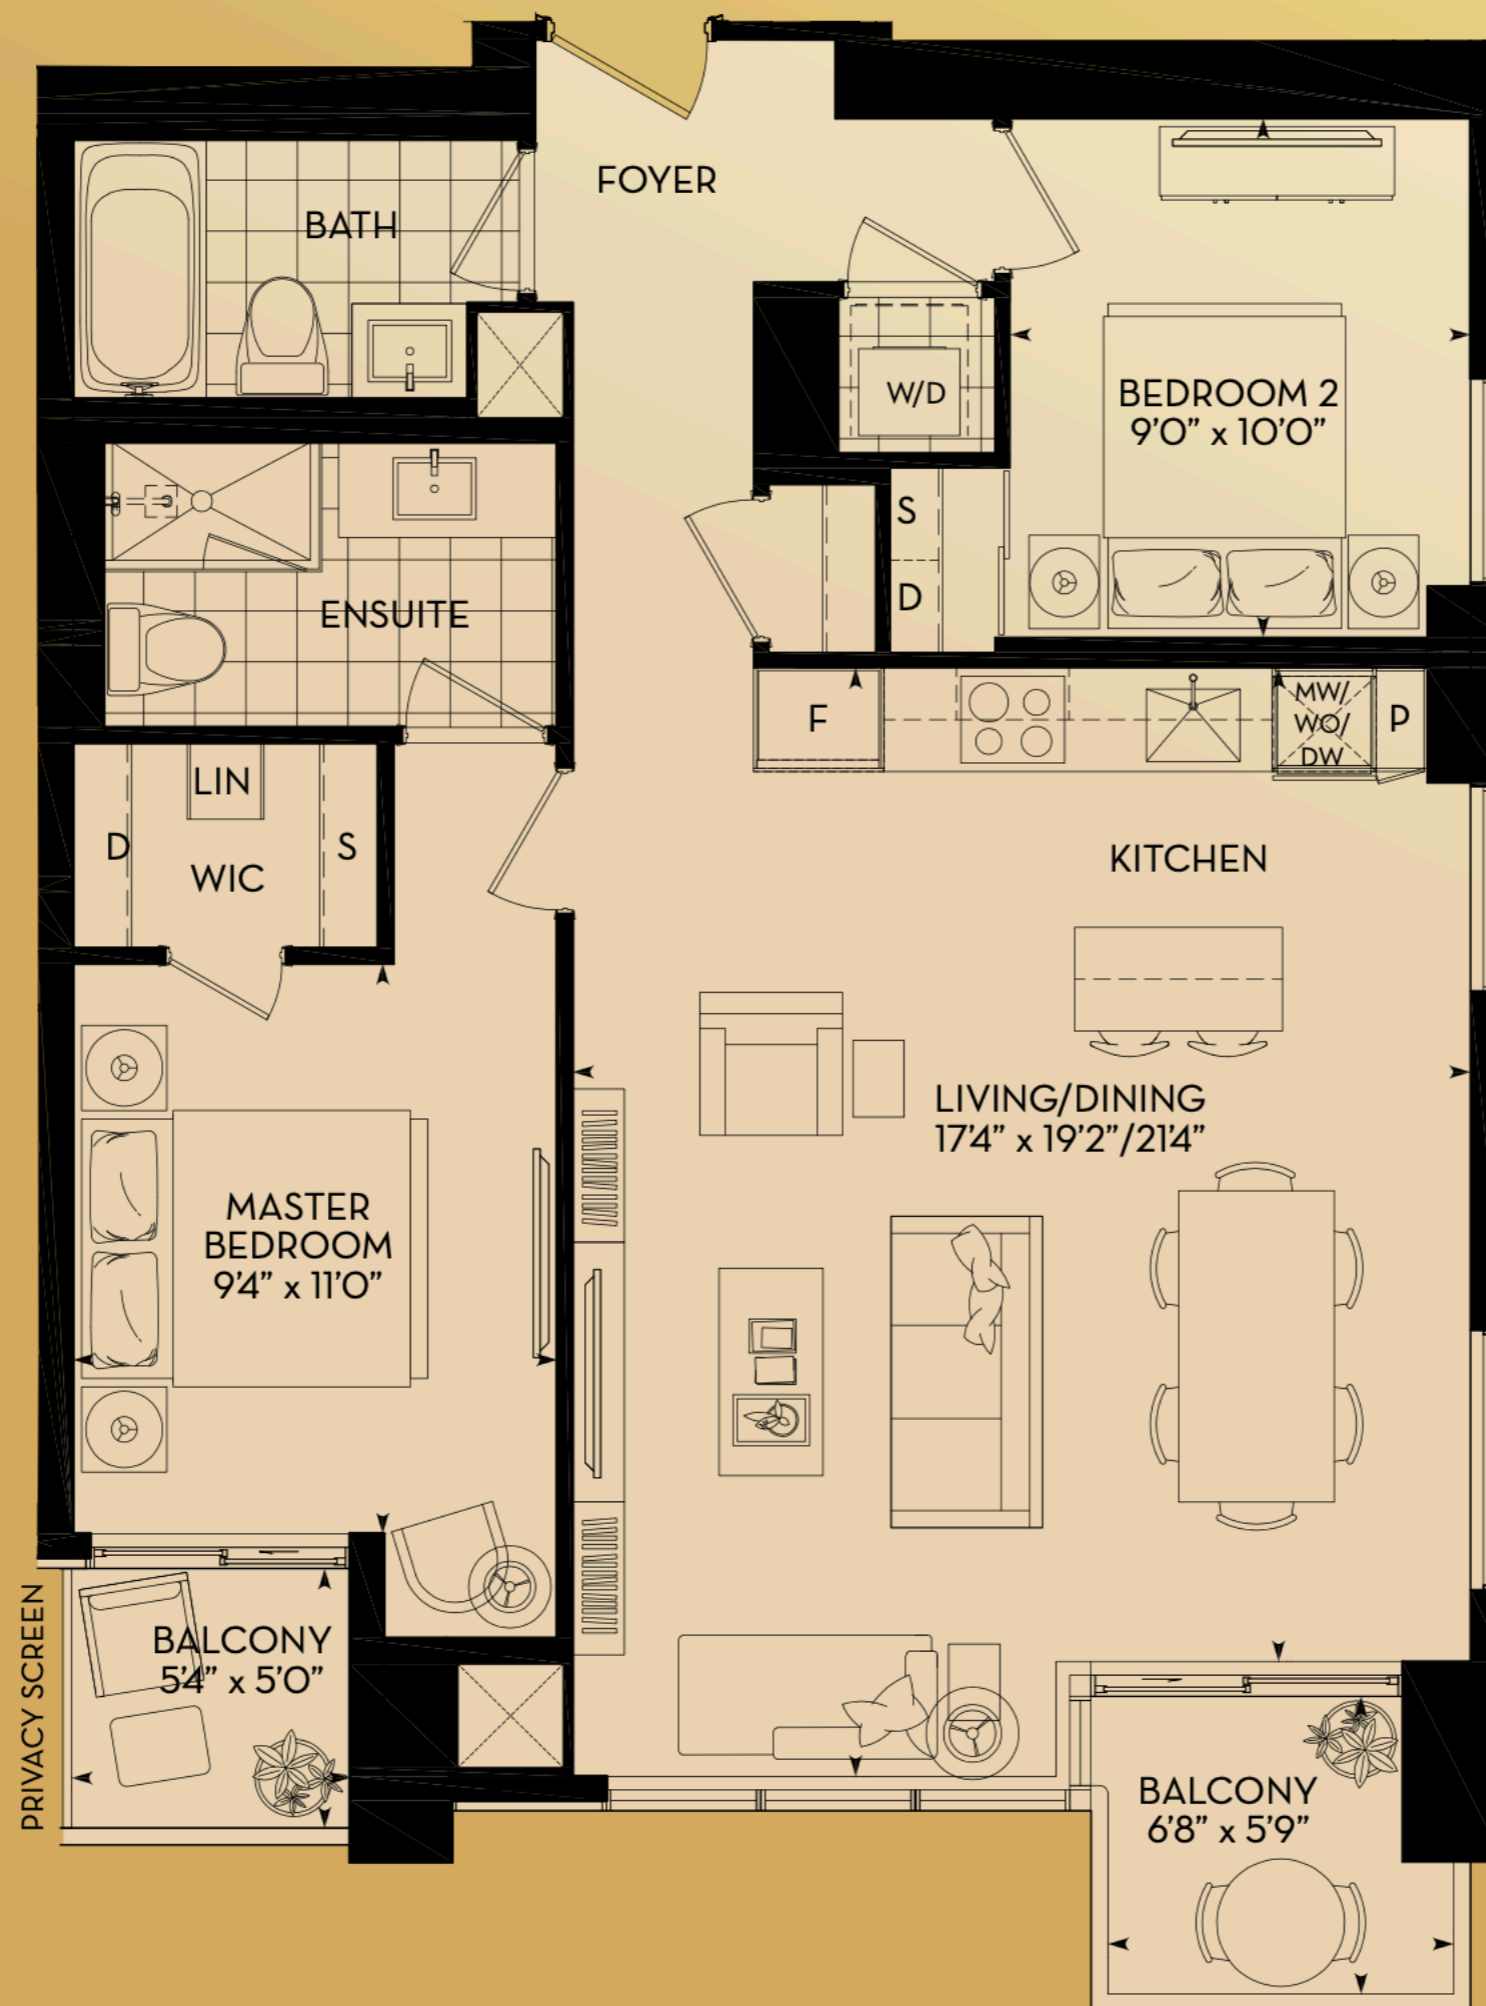 FOYER
BATH
W/D
BEDROOM 2
9'0” x 10'0”
S
D
ENSUITE
F
MW/
WO/
DW
P
LIN
D
S
WIC
KITCHEN
LIVING/DINING
17'4” x 19'2”/21'4”
MASTER
BEDROOM
9'4” x 11'0”
PRIVACY SCREEN
BALCONY
5'4” x 5'0”
BALCONY
6'8” x 5'9”